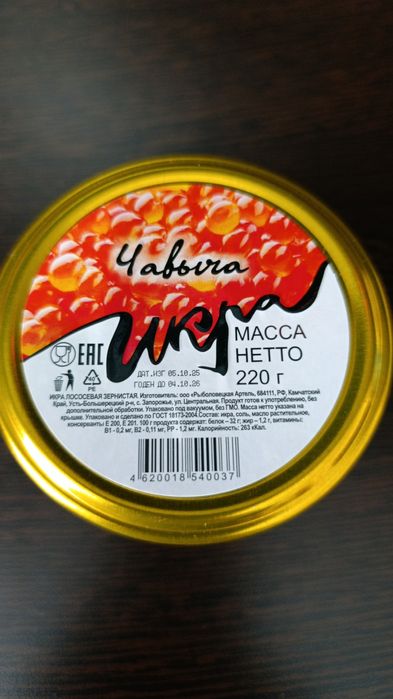 Чавыча
Икра
МАССА
НЕТТО
220 г
EAC
ДАТ.ИЗГ 05.10.25
ГОДЕН ДО 04.10.26
40
PE
ИКРА ЛОСОСЕВАЯ ЗЕРНИСТАЯ. Изготовитель: ооо «Рыболовецкая Артель, 684111, РФ, Камчатский
Край, Усть-Большерецкий р-н, с. Запорожье, ул. Центральная. Продукт готов к употреблению, без
дополнительной обработки. Упаковано под вакуумом, без ГМО. Масса нетто указана на
крышке. Упаковано и сделано по ГОСТ 18173-2004.Состав: икра, соль, масло растительное,
консерванты Е 200, Е 201. 100 г продукта содержат: белок – 32 г; жир – 1,2 г, витамины;
В1 - 0,2 мг, В2 - 0,11 мг, РР - 1,2 мг. Калорийность: 263 кКал.
4620018540037